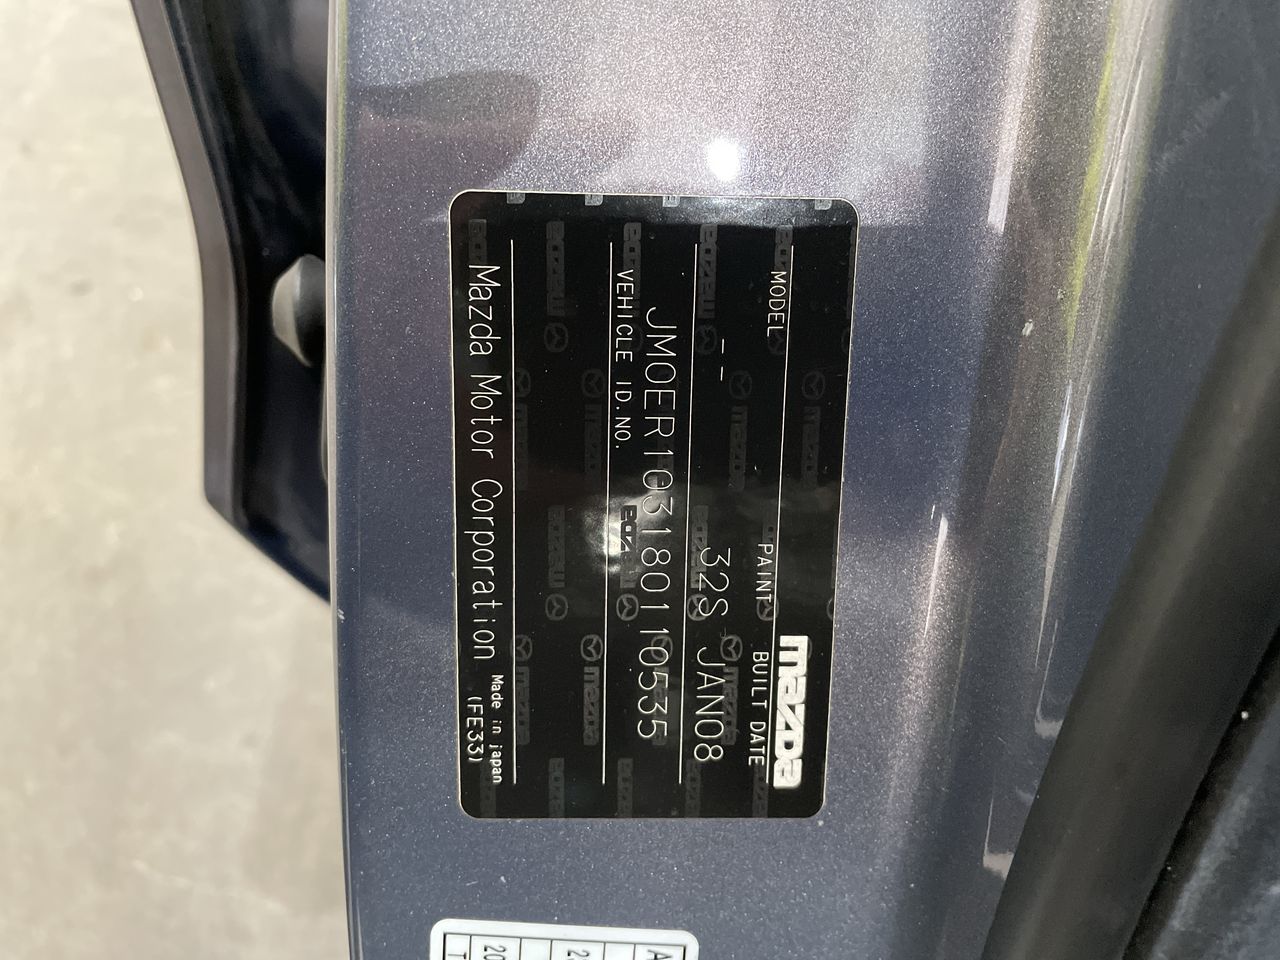 mazda
MODEL PAINT BUILT DATE
-- 32S JAN08
JM0ER103180110535
VEHICLE ID.NO.
Mazda Motor Corporation Made in japan
(FE33)